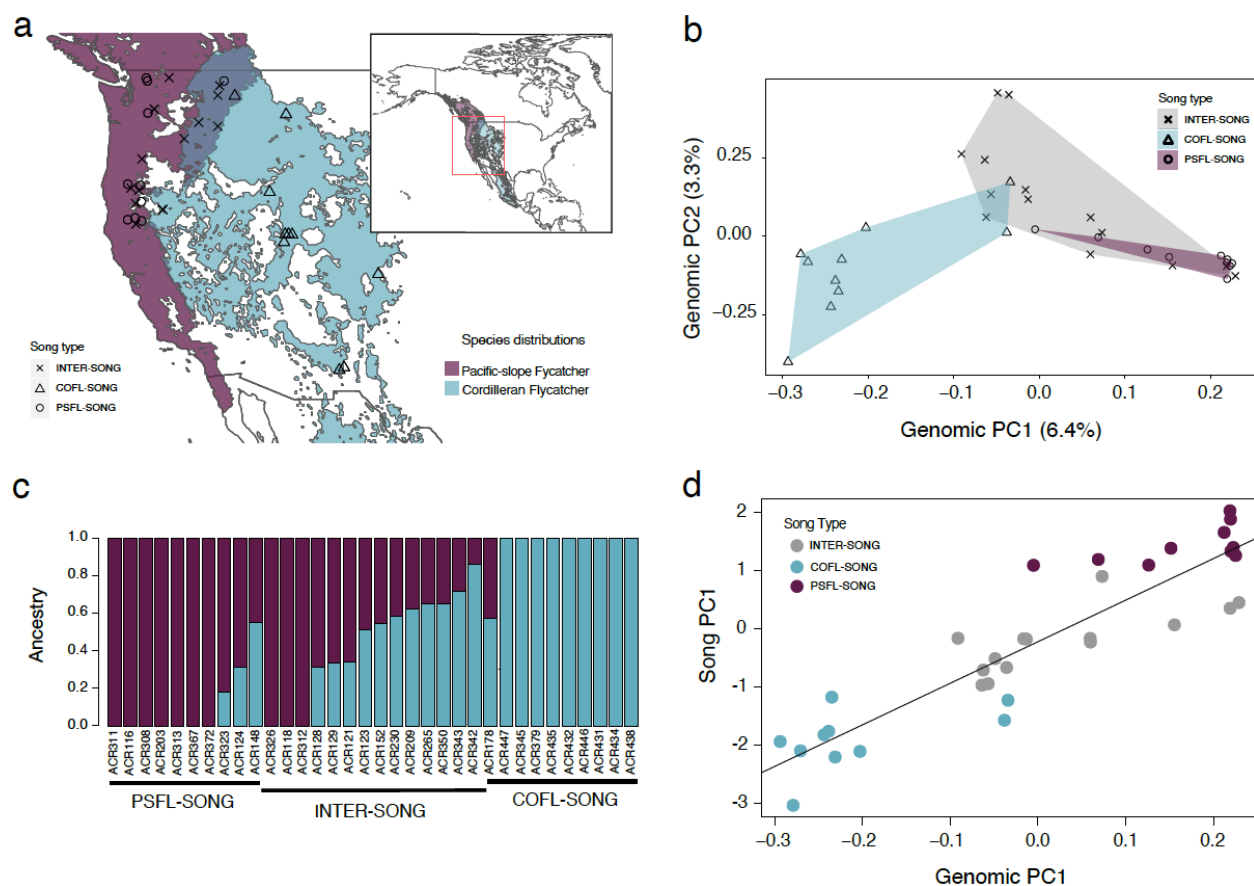 a
Song type
INTER-SONG
COFL-SONG
PSFL-SONG
Species distributions
Pacific-slope Fycatcher
Cordilleran Flycatcher
b
Genomic PC2 (3.3%)
0.25
0.00
−0.25
−0.3
−0.2
−0.1
0.0
0.1
0.2
Genomic PC1 (6.4%)
Song type
INTER-SONG
COFL-SONG
PSFL-SONG
c
Ancestry
1.0
0.8
0.6
0.4
0.2
0.0
ACR311
ACR116
ACR308
ACR203
ACR313
ACR367
ACR372
ACR323
ACR124
ACR148
ACR326
ACR118
ACR312
ACR128
ACR129
ACR121
ACR123
ACR152
ACR230
ACR209
ACR265
ACR350
ACR343
ACR342
ACR178
ACR447
ACR345
ACR379
ACR435
ACR432
ACR446
ACR431
ACR434
ACR438
PSFL-SONG
INTER-SONG
COFL-SONG
d
Song PC1
2
1
0
-1
-2
-3
Song Type
INTER-SONG
COFL-SONG
PSFL-SONG
−0.3
−0.2
−0.1
0.0
0.1
0.2
Genomic PC1